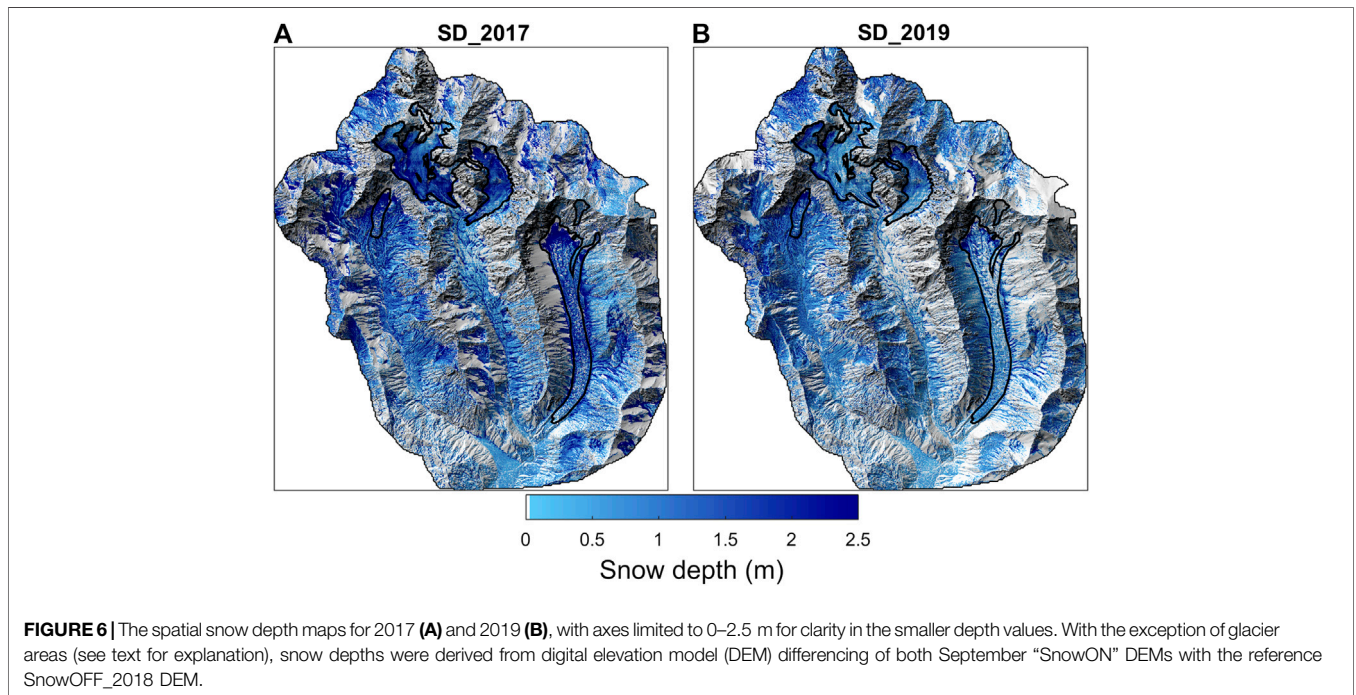 A SD_2017 B SD_2019
0 0.5 1 1.5 2 2.5
Snow depth (m)
FIGURE 6 | The spatial snow depth maps for 2017 (A) and 2019 (B), with axes limited to 0–2.5 m for clarity in the smaller depth values. With the exception of glacier
areas (see text for explanation), snow depths were derived from digital elevation model (DEM) differencing of both September “SnowON” DEMs with the reference
SnowOFF_2018 DEM.